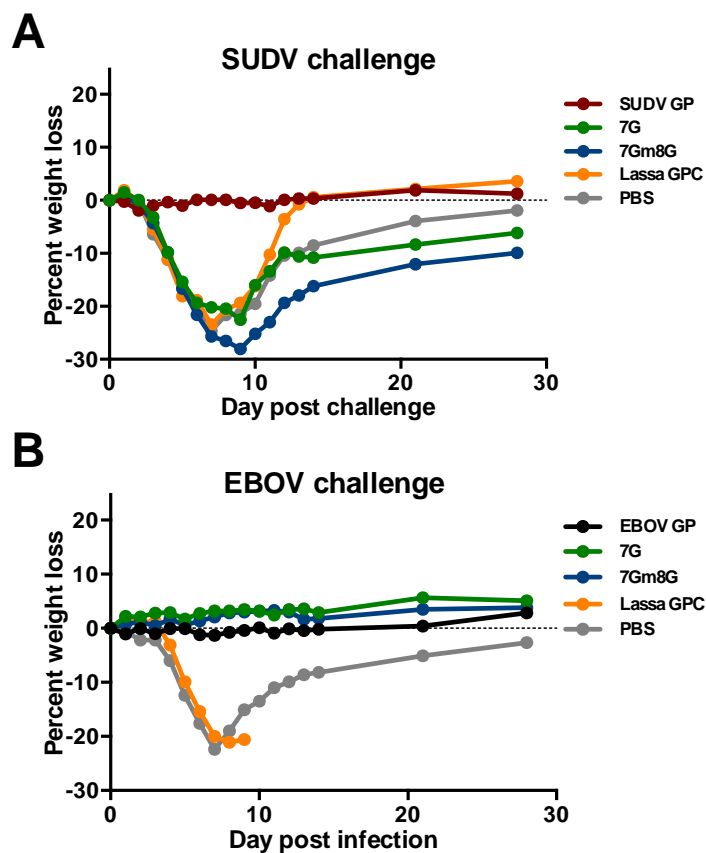 A
SUDV challenge
Percent weight loss
20
10
0
-10
-20
-30
0
10
20
30
Day post challenge
SUDV GP
7G
7Gm8G
Lassa GPC
PBS
B
EBOV challenge
Percent weight loss
20
10
0
-10
-20
-30
0
10
20
30
Day post infection
EBOV GP
7G
7Gm8G
Lassa GPC
PBS